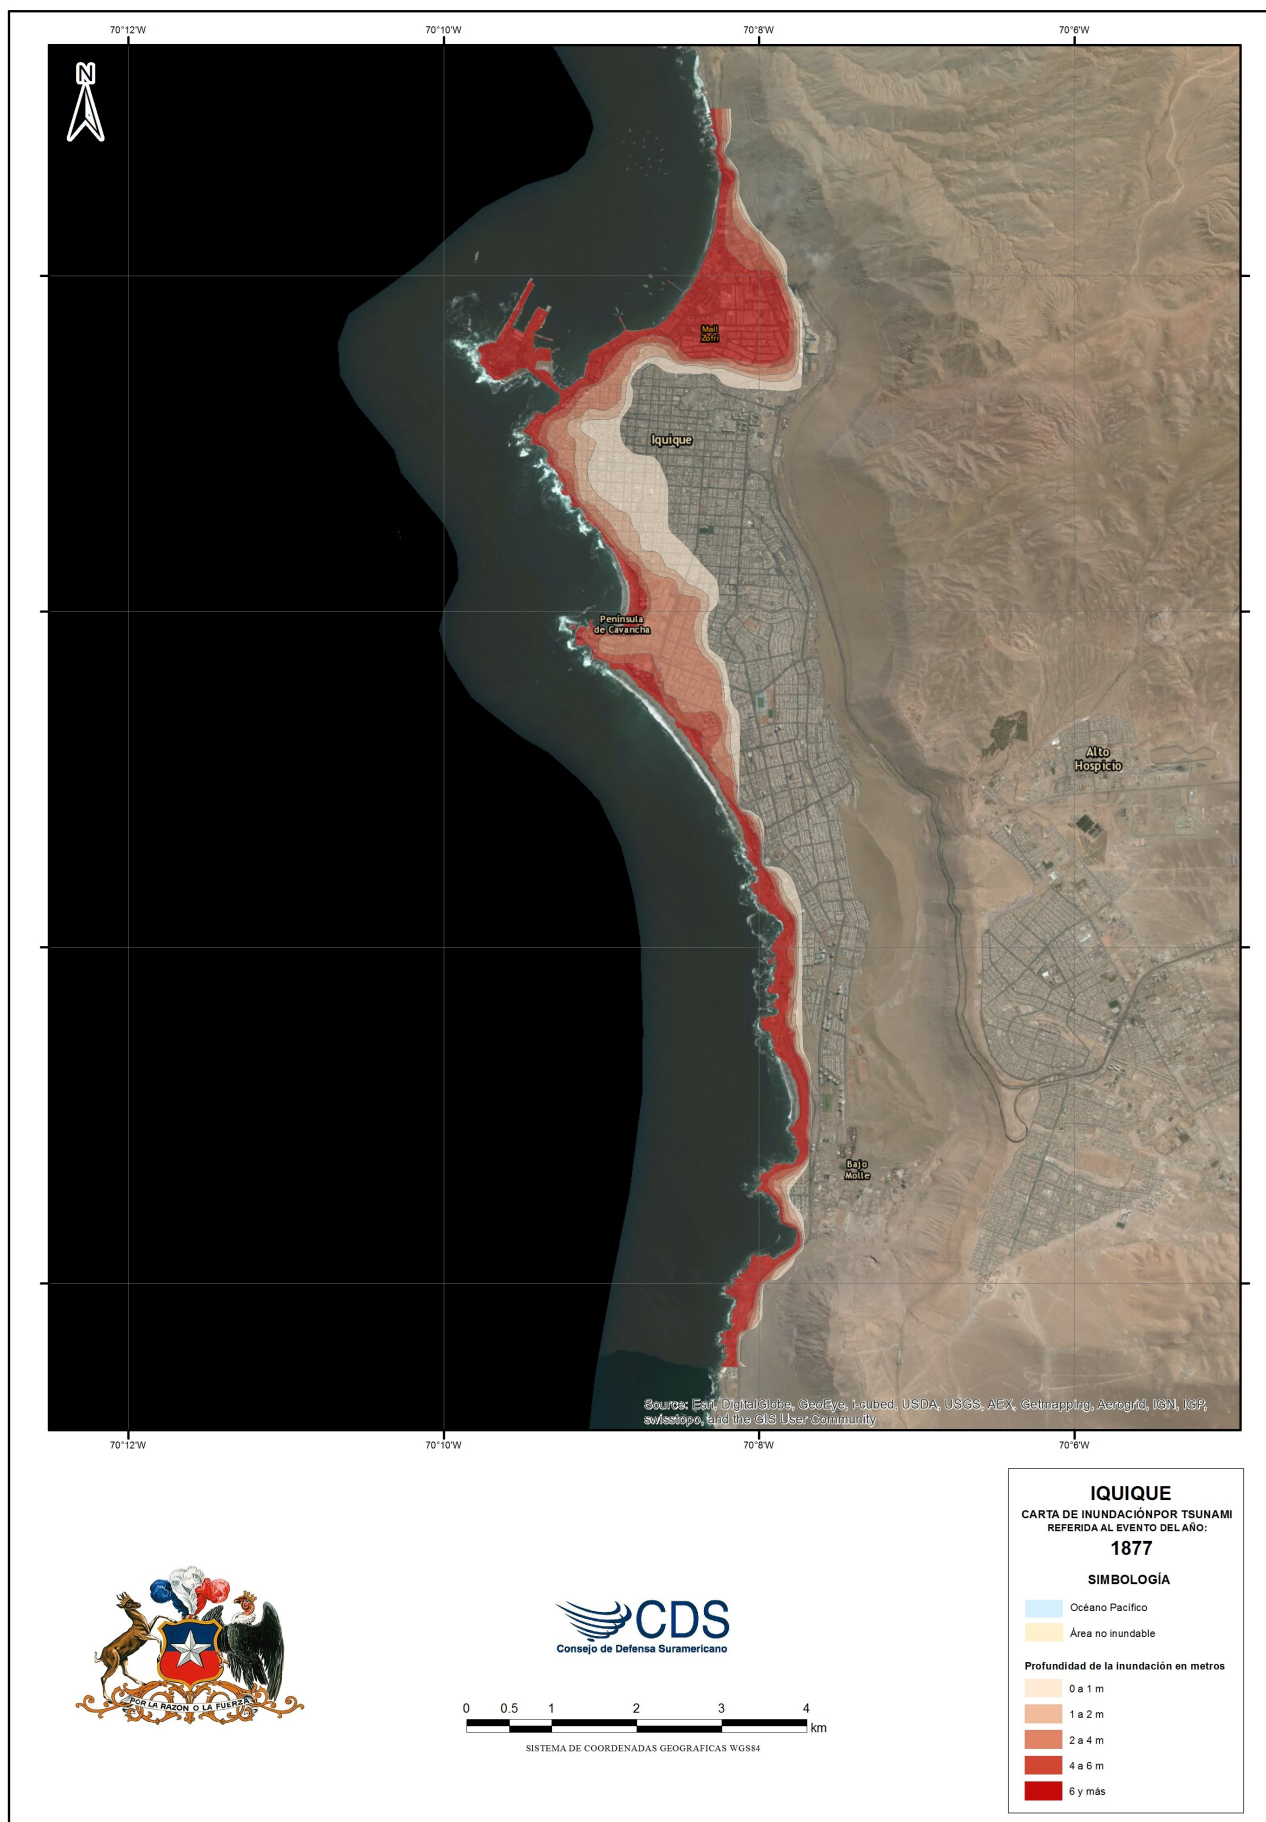 70°12'W 70°10'W 70°8'W 70°6'W
N
Mall
Zofri
Iquique
Península
de Cavancha
Alto
Hospicio
Bajo
Molle
Source: Esri, DigitalGlobe, GeoEye, i-cubed, USDA, USGS, AEX, Getmapping, Aerogrid, IGN, IGP,
swisstopo, and the GIS User Community
70°12'W 70°10'W 70°8'W 70°6'W
POR LA RAZON O LA FUERZA
CDS
Consejo de Defensa Suramericano
0 0.5 1 2 3 4
km
SISTEMA DE COORDENADAS GEOGRAFICAS WGS84
IQUIQUE
CARTA DE INUNDACIÓNPOR TSUNAMI
REFERIDA AL EVENTO DEL AÑO:
1877
SIMBOLOGÍA
Océano Pacífico
Área no inundable
Profundidad de la inundación en metros
0 a 1 m
1 a 2 m
2 a 4 m
4 a 6 m
6 y más